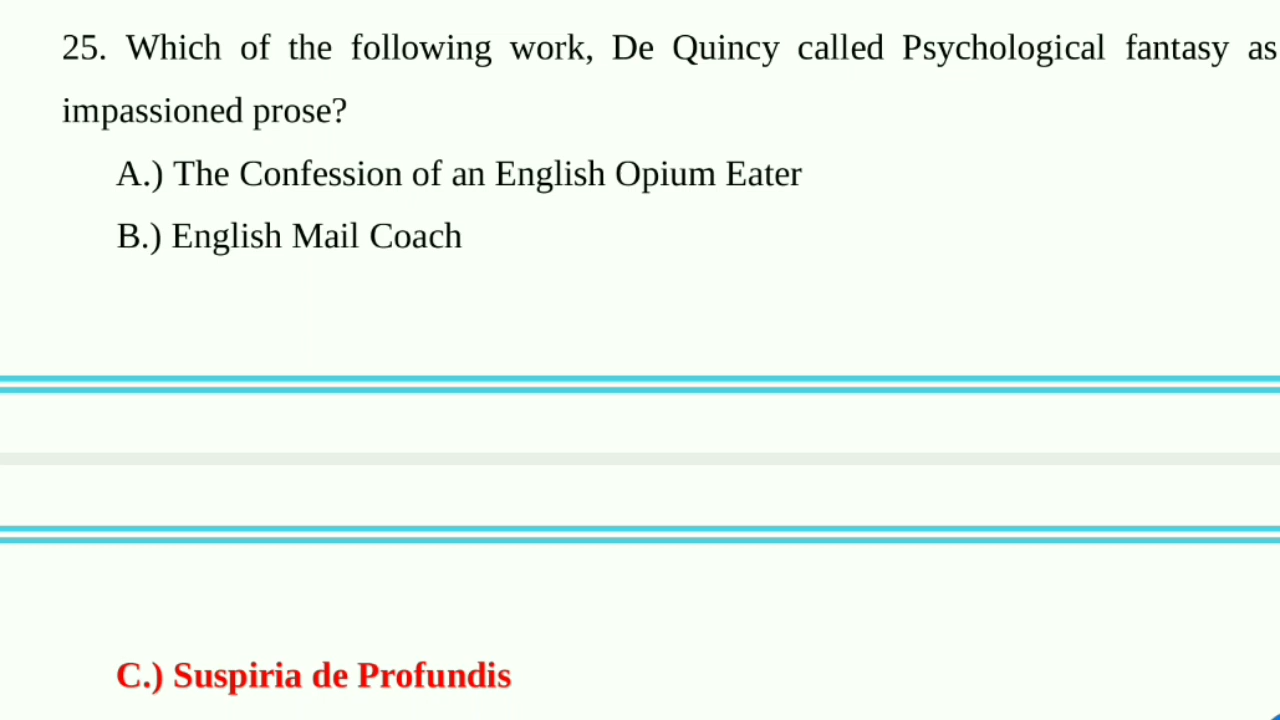 25. Which of the following work, De Quincy called Psychological fantasy as
impassioned prose?
A.) The Confession of an English Opium Eater
B.) English Mail Coach
C.) Suspiria de Profundis